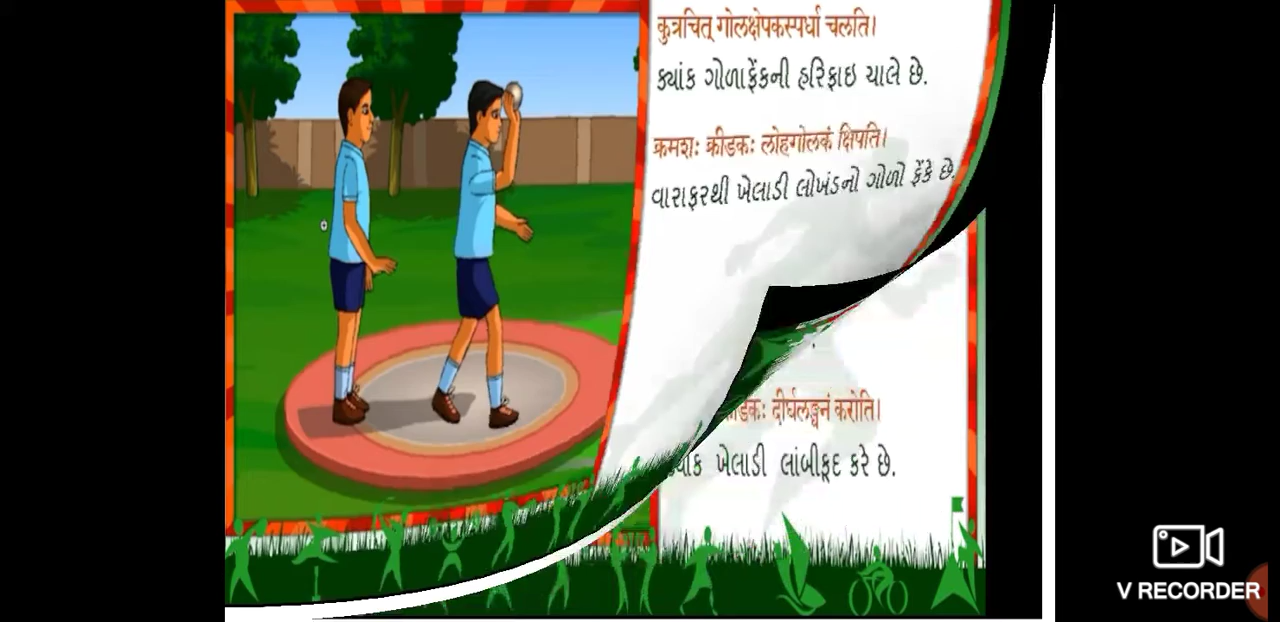 कुत्रचित् गोलक्षेपकस्पर्धा चलति।
ક્યાંક ગોળાફેંકની હરિફાઇ ચાલે છે.
क्रमशः क्रीडकः लोहगोलकं क्षिपति।
વારાફરથી ખેલાડી લોખંડનો ગોળો ફેંકે છે.
दीर्घलङ्घनं करोति।
ખેલાડી લાંબીકૂદ કરે છે.
V RECORDER